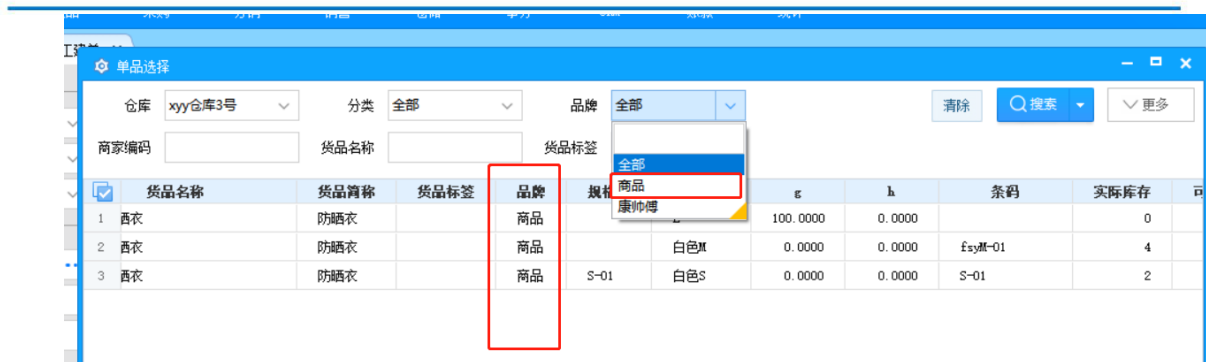 单品选择
仓库 xyy仓库3号 分类 全部 品牌 全部 清除 搜索 更多
商家编码 货品名称 货品标签
全部
商品
康帅傅
货品名称 货品简称 货品标签 品牌 g h 条码 实际库存
1 晒衣 防晒衣 商品 100.0000 0.0000 0
2 晒衣 防晒衣 商品 白色M 0.0000 0.0000 fsyM-01 4
3 晒衣 防晒衣 商品 S-01 白色S 0.0000 0.0000 S-01 2